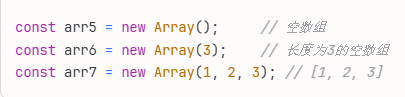 const arr5 = new Array();     // 空数组
const arr6 = new Array(3);    // 长度为3的空数组
const arr7 = new Array(1, 2, 3); // [1, 2, 3]